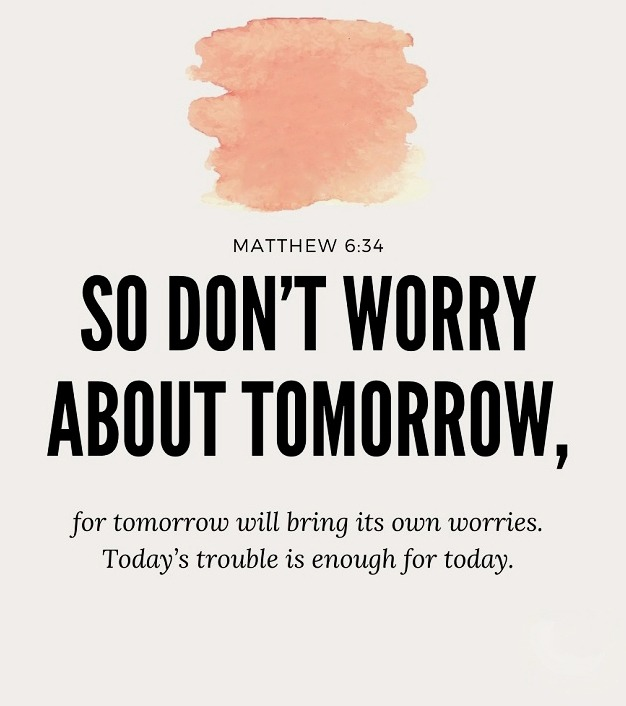 MATTHEW 6:34
SO DON’T WORRY
ABOUT TOMORROW,
for tomorrow will bring its own worries.
Today’s trouble is enough for today.